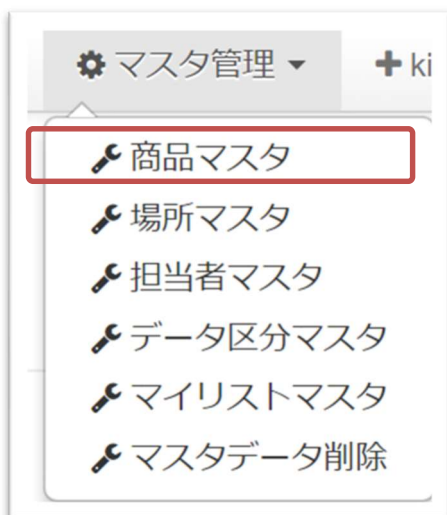 マスタ管理
ki
商品マスタ
場所マスタ
担当者マスタ
データ区分マスタ
マイリストマスタ
マスタデータ削除